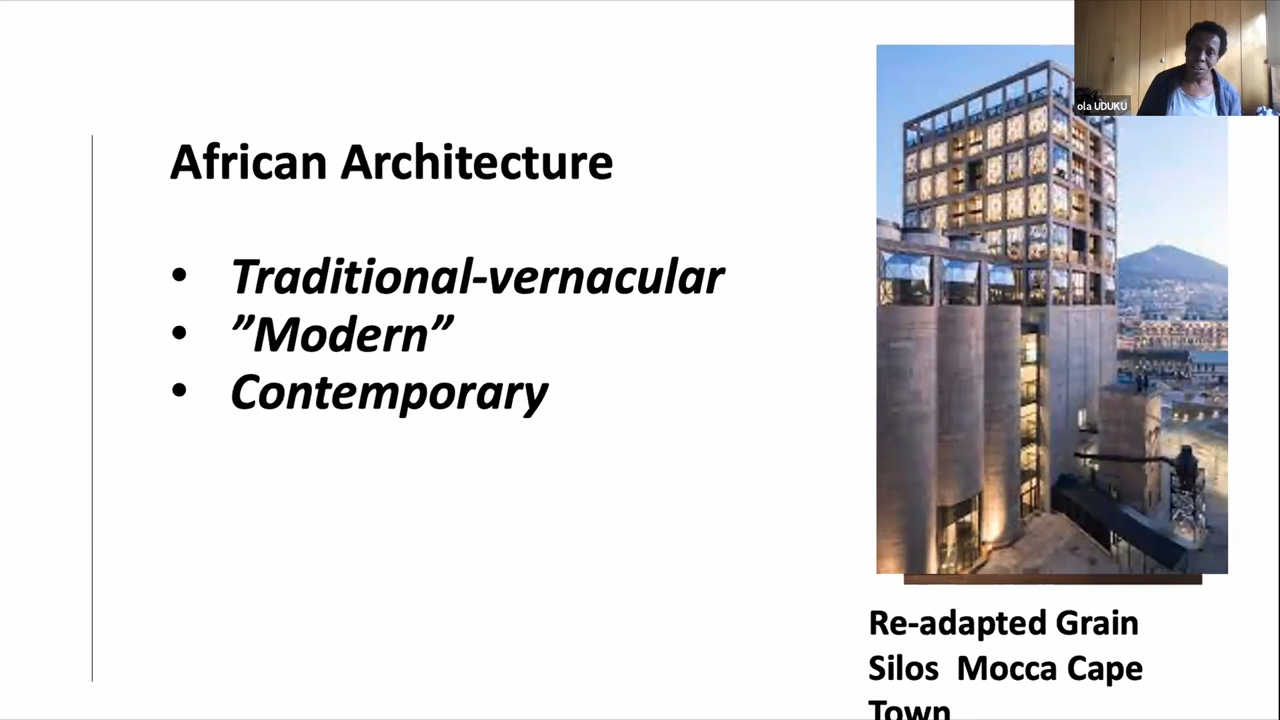 ola UDUKU
African Architecture
• Traditional-vernacular
• ”Modern”
• Contemporary
Re-adapted Grain
Silos  Mocca Cape
Town